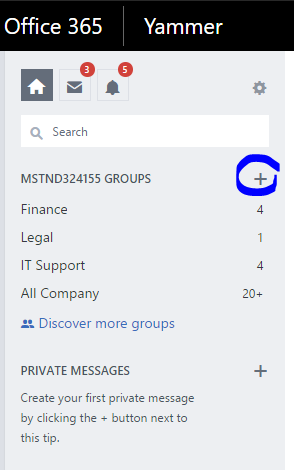 Office 365 Yammer
3 5
Search
MSTND324155 GROUPS +
Finance 4
Legal 1
IT Support 4
All Company 20+
Discover more groups
PRIVATE MESSAGES +
Create your first private message
by clicking the + button next to
this tip.